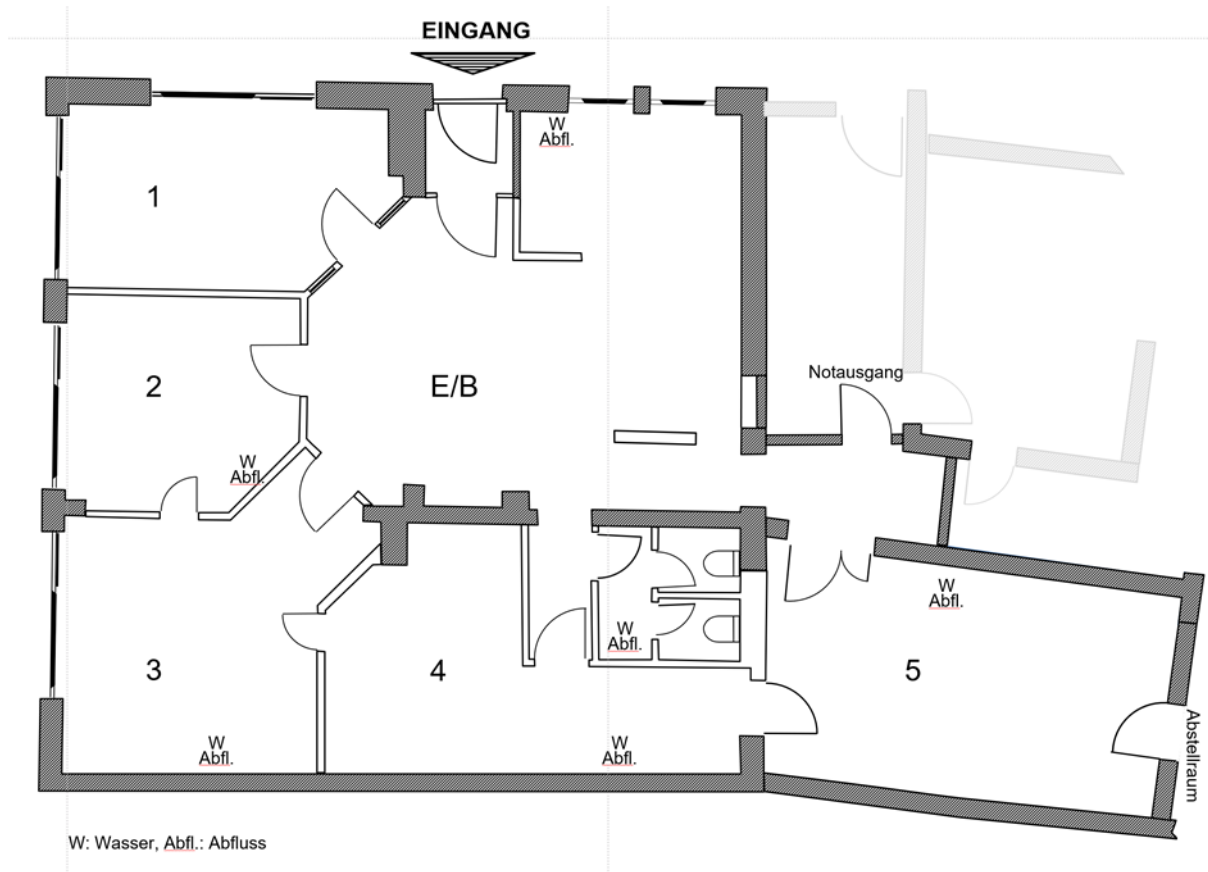 EINGANG
W
Abfl.
1
2
E/B
Notausgang
W
Abfl.
W
Abfl.
W
Abfl.
3
4
5
Abstellraum
W
Abfl.
W
Abfl.
W: Wasser, Abfl.: Abfluss